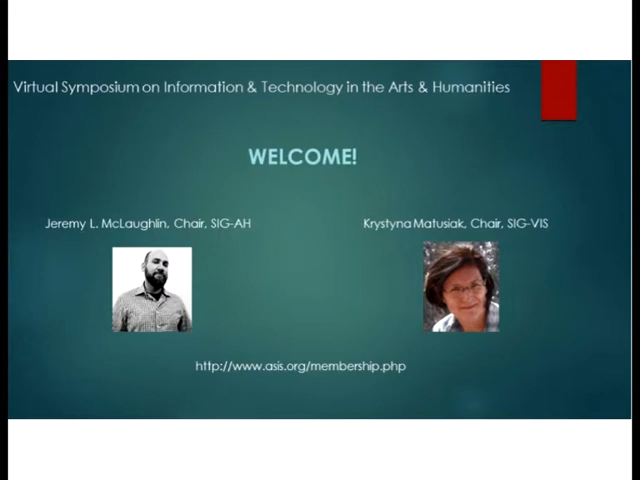 Virtual Symposium on Information & Technology in the Arts & Humanities
WELCOME!
Jeremy L. McLaughlin, Chair, SIG-AH
Krystyna Matusiak, Chair, SIG-VIS
http://www.asis.org/membership.php